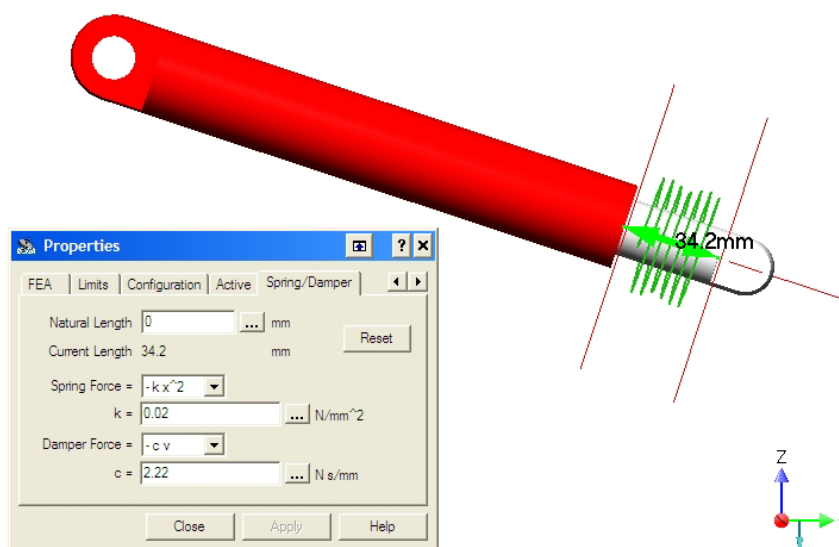 34.2mm
Properties
?
FEA Limits Configuration Active Spring/Damper
Natural Length 0 ... mm
Reset
Current Length 34.2 mm
Spring Force = -k x^2
k = 0.02 ... N/mm^2
Damper Force = -c v
c = 2.22 ... N s/mm
Close Apply Help
Z